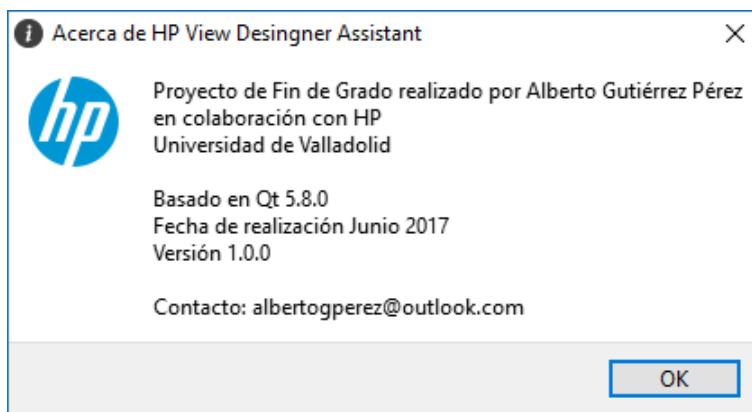 Acerca de HP View Desingner Assistant
hp
Proyecto de Fin de Grado realizado por Alberto Gutiérrez Pérez
en colaboración con HP
Universidad de Valladolid
Basado en Qt 5.8.0
Fecha de realización Junio 2017
Versión 1.0.0
Contacto: albertogperez@outlook.com
OK